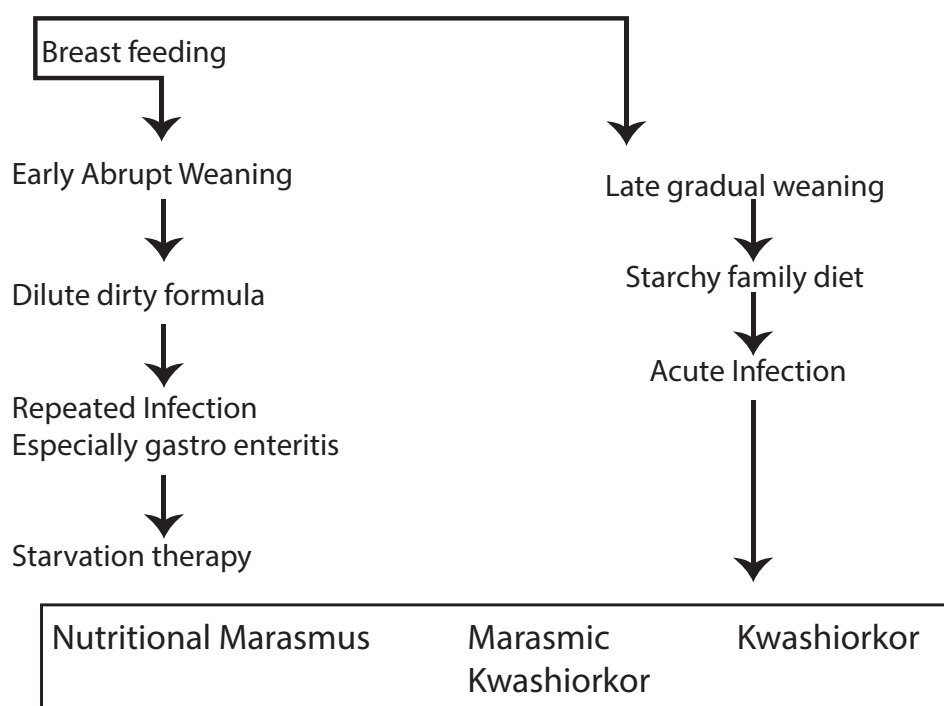 Breast feeding
Early Abrupt Weaning
Dilute dirty formula
Repeated Infection
Especially gastro enteritis
Starvation therapy
Late gradual weaning
Starchy family diet
Acute Infection
Nutritional Marasmus
Marasmic
Kwashiorkor
Kwashiorkor